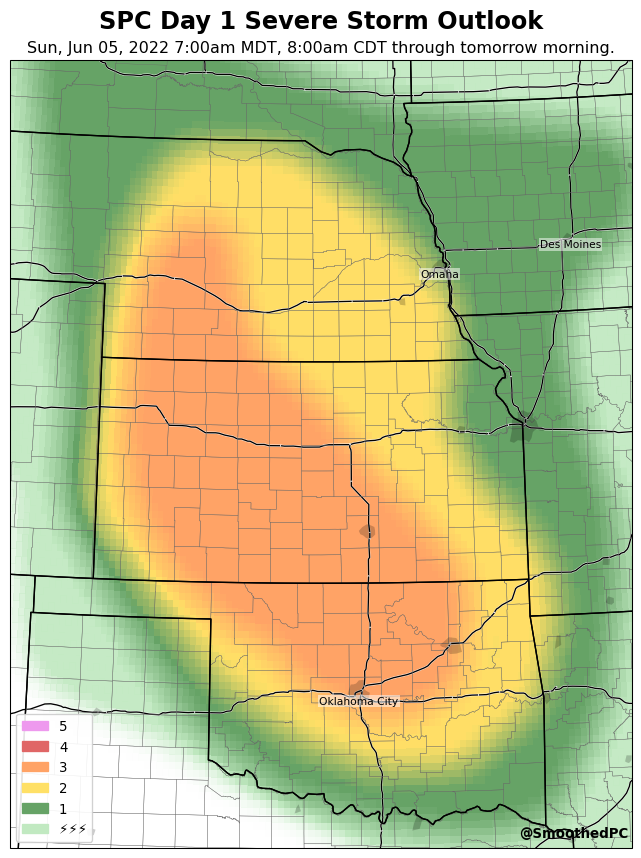 SPC Day 1 Severe Storm Outlook
Sun, Jun 05, 2022 7:00am MDT, 8:00am CDT through tomorrow morning.
Des Moines
Omaha
Oklahoma City
5
4
3
2
1
⚡⚡⚡
@SmoothedPC